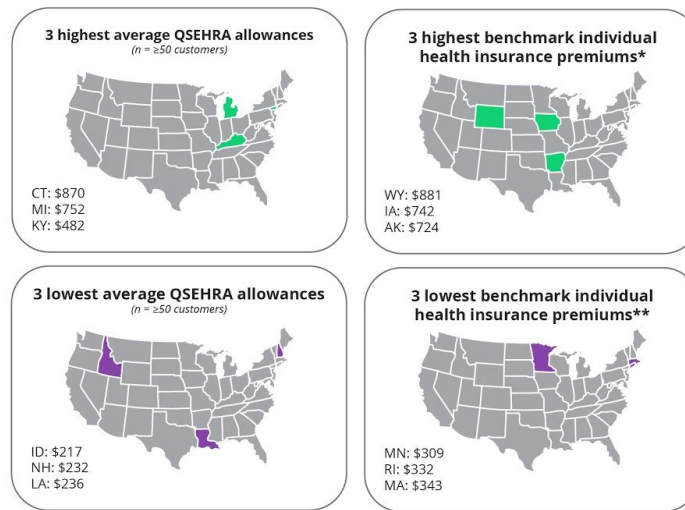 3 highest average QSEHRA allowances
(n = ≥50 customers)
CT: $870
MI: $752
KY: $482
3 highest benchmark individual
health insurance premiums*
WY: $881
IA: $742
AK: $724
3 lowest average QSEHRA allowances
(n = ≥50 customers)
ID: $217
NH: $232
LA: $236
3 lowest benchmark individual
health insurance premiums**
MN: $309
RI: $332
MA: $343